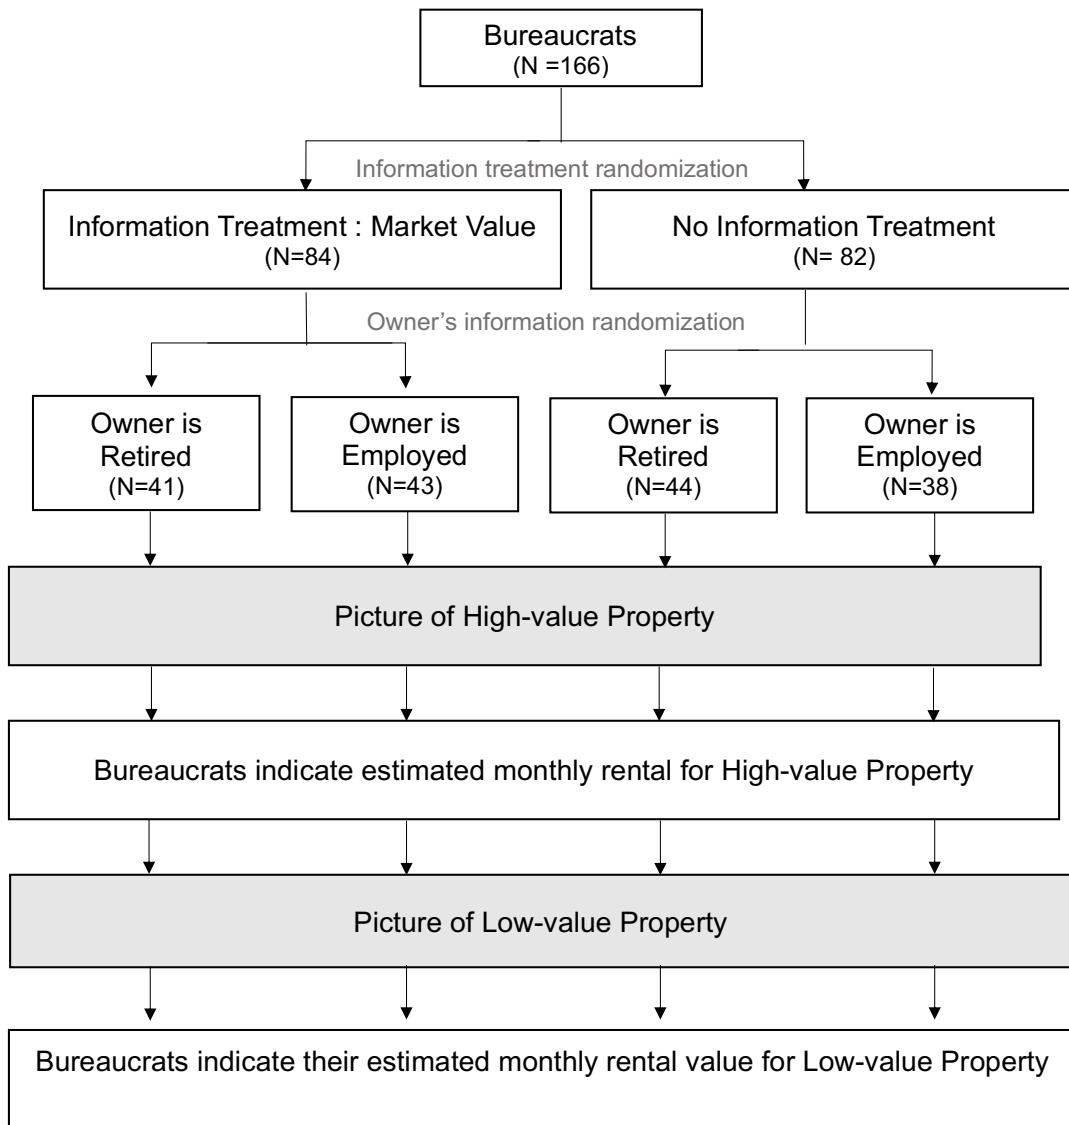 Bureaucrats
(N =166)
Information treatment randomization
Information Treatment : Market Value
(N=84)
No Information Treatment
(N= 82)
Owner's information randomization
Owner is
Retired
(N=41)
Owner is
Employed
(N=43)
Owner is
Retired
(N=44)
Owner is
Employed
(N=38)
Picture of High-value Property
Bureaucrats indicate estimated monthly rental for High-value Property
Picture of Low-value Property
Bureaucrats indicate their estimated monthly rental value for Low-value Property